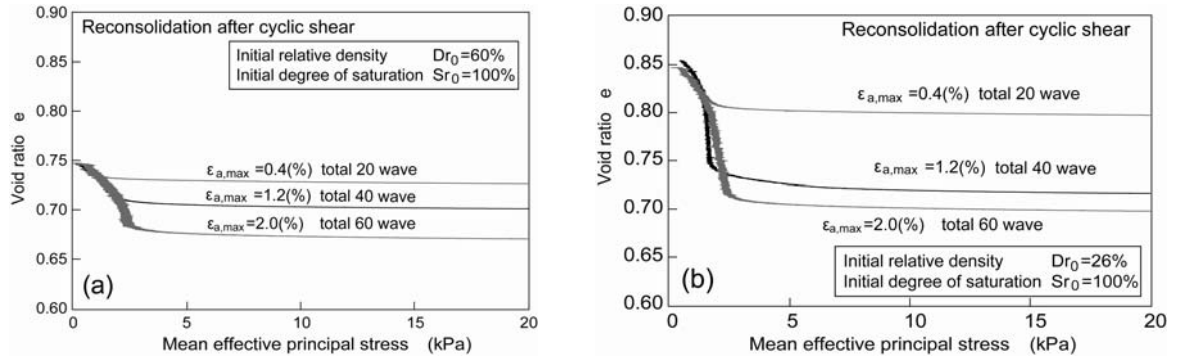 0.90
0.85
0.80
0.75
0.70
0.65
0.60
Void ratio e
Reconsolidation after cyclic shear
Initial relative density Dr₀=60%
Initial degree of saturation Sr₀=100%
εa,max =0.4(%) total 20 wave
εa,max =1.2(%) total 40 wave
εa,max =2.0(%) total 60 wave
(a)
0 5 10 15 20
Mean effective principal stress (kPa)
0.90
0.85
0.80
0.75
0.70
0.65
0.60
Void ratio e
Reconsolidation after cyclic shear
εa,max =0.4(%) total 20 wave
εa,max =1.2(%) total 40 wave
εa,max =2.0(%) total 60 wave
Initial relative density Dr₀=26%
Initial degree of saturation Sr₀=100%
(b)
0 5 10 15 20
Mean effective principal stress (kPa)